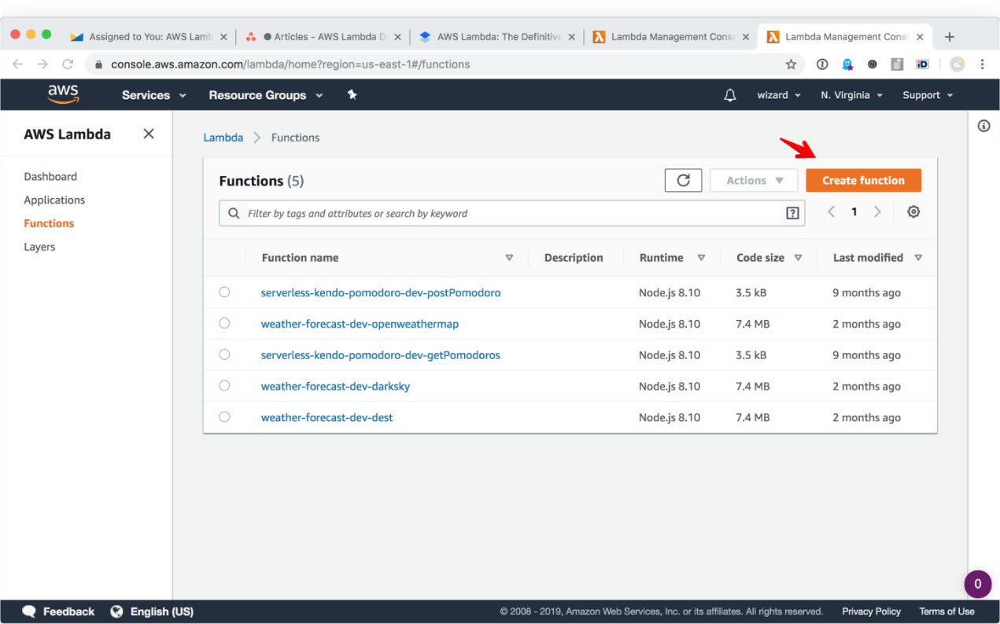 Assigned to You: AWS Lamb
Articles - AWS Lambda D
AWS Lambda: The Definitive
Lambda Management Cons
Lambda Management Cons
console.aws.amazon.com/lambda/home?region=us-east-1#/functions
iD
aws
Services
Resource Groups
wizard
N. Virginia
Support
AWS Lambda
Dashboard
Applications
Functions
Layers
Lambda > Functions
Functions (5)
Actions
Create function
Filter by tags and attributes or search by keyword
?
1
Function name Description Runtime Code size Last modified
serverless-kendo-pomodoro-dev-postPomodoro Node.js 8.10 3.5 kB 9 months ago
weather-forecast-dev-openweathermap Node.js 8.10 7.4 MB 2 months ago
serverless-kendo-pomodoro-dev-getPomodoros Node.js 8.10 3.5 kB 9 months ago
weather-forecast-dev-darksky Node.js 8.10 7.4 MB 2 months ago
weather-forecast-dev-dest Node.js 8.10 7.4 MB 2 months ago
0
Feedback English (US) © 2008 - 2019, Amazon Web Services, Inc. or its affiliates. All rights reserved. Privacy Policy Terms of Use